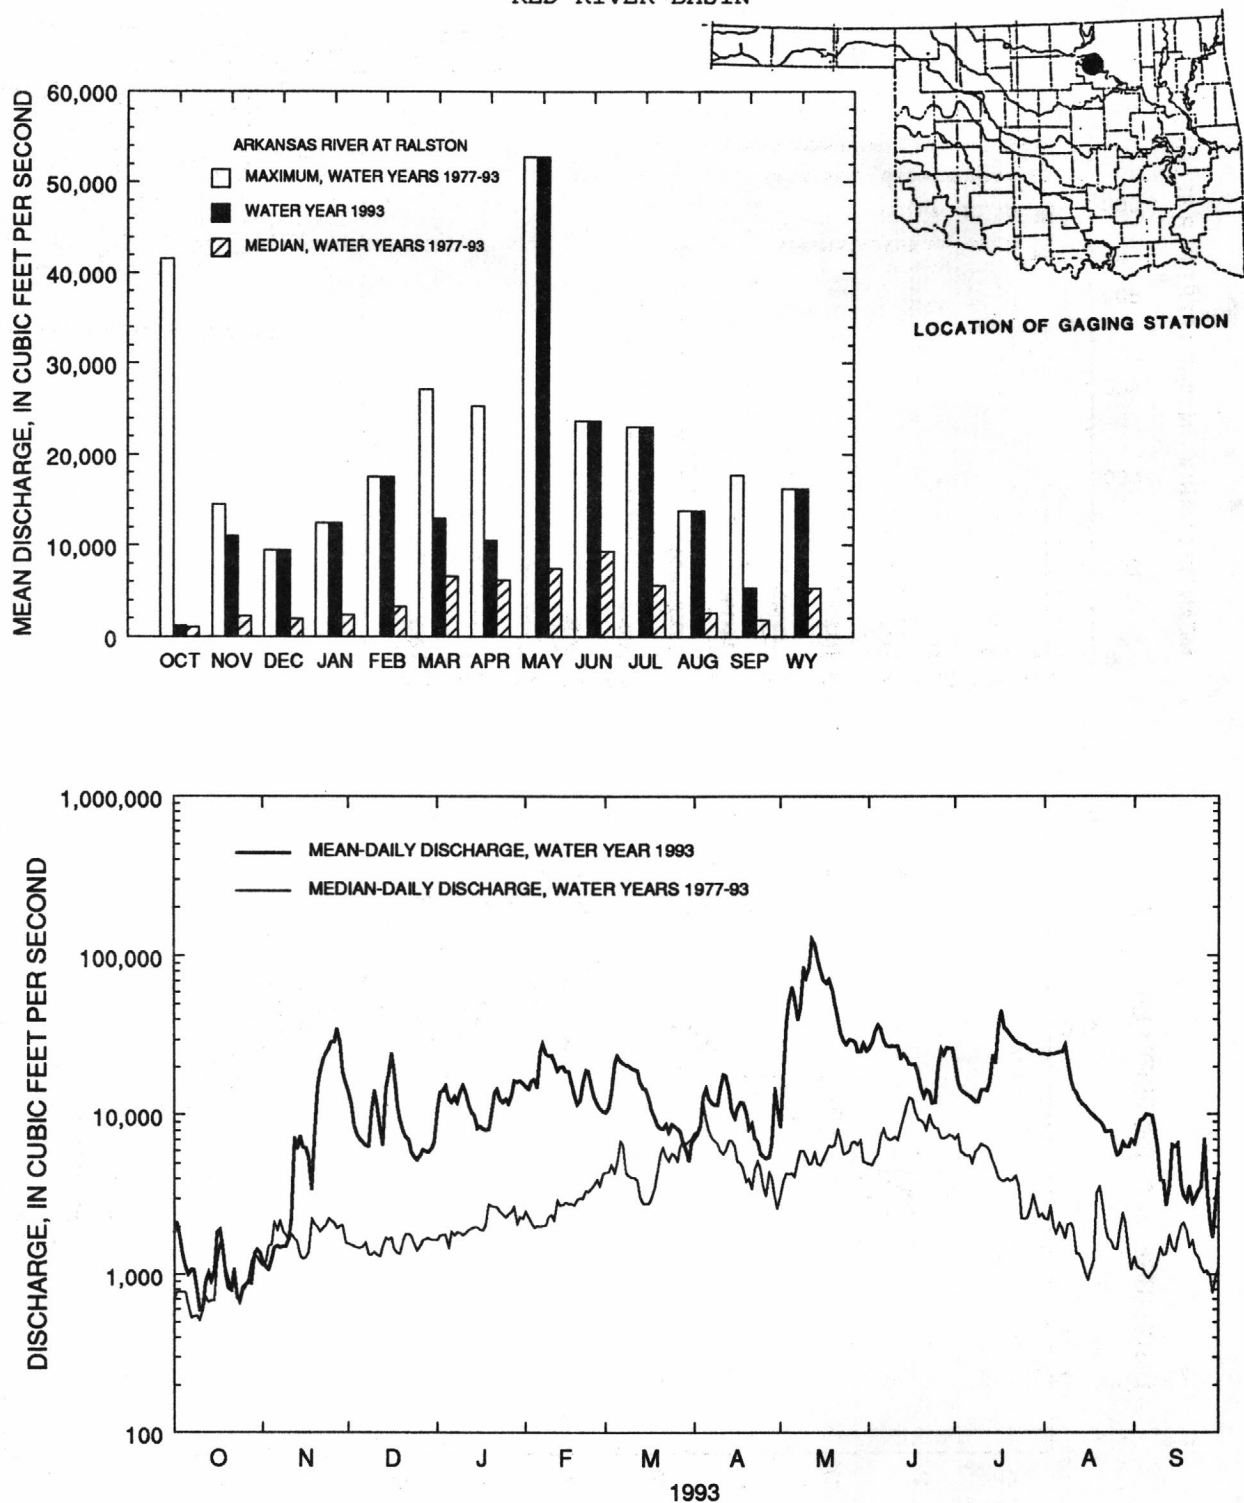 RED RIVER BASIN
60,000
50,000
40,000
30,000
20,000
10,000
0
MEAN DISCHARGE, IN CUBIC FEET PER SECOND
ARKANSAS RIVER AT RALSTON
MAXIMUM, WATER YEARS 1977-93
WATER YEAR 1993
MEDIAN, WATER YEARS 1977-93
OCT NOV DEC JAN FEB MAR APR MAY JUN JUL AUG SEP WY
LOCATION OF GAGING STATION
1,000,000
100,000
10,000
1,000
100
DISCHARGE, IN CUBIC FEET PER SECOND
MEAN-DAILY DISCHARGE, WATER YEAR 1993
MEDIAN-DAILY DISCHARGE, WATER YEARS 1977-93
O N D J F M A M J J A S
1993